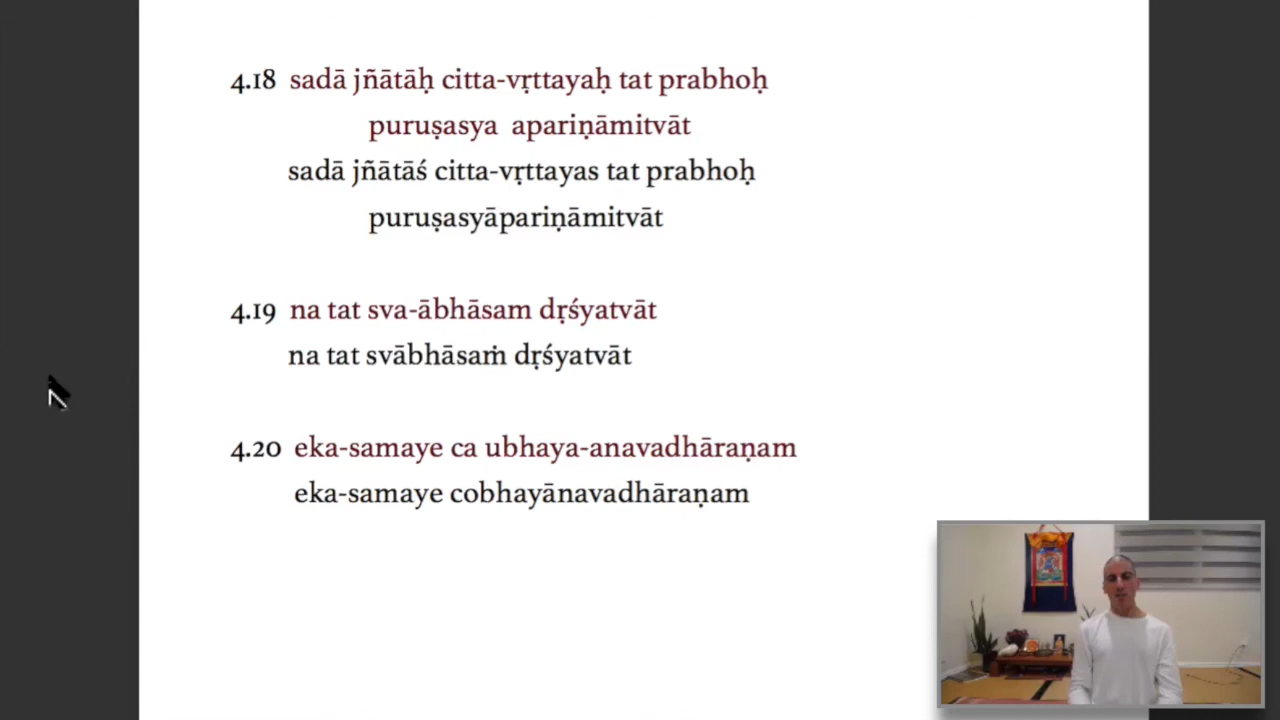 4.18 sadā jñātāḥ citta-vṛttayaḥ tat prabhoḥ
puruṣasya apariṇāmitvāt
sadā jñātāś citta-vṛttayas tat prabhoḥ
puruṣasyāpariṇāmitvāt
4.19 na tat sva-ābhāsam dṛśyatvāt
na tat svābhāsaṁ dṛśyatvāt
4.20 eka-samaye ca ubhaya-anavadhāraṇam
eka-samaye cobhayānavadhāraṇam